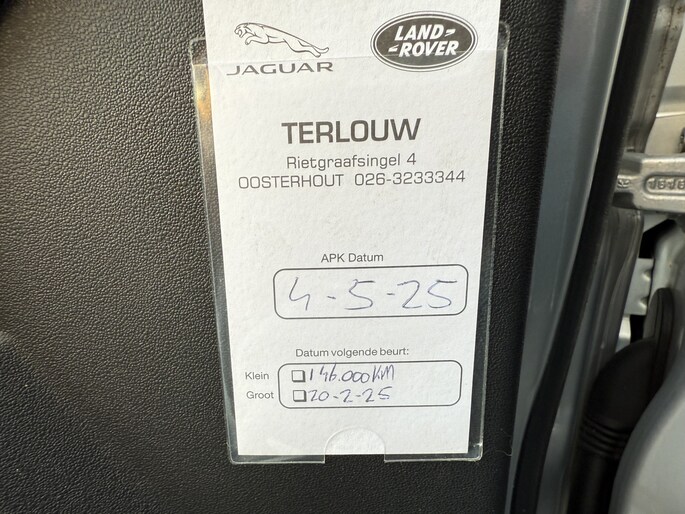 JAGUAR
LAND-
-ROVER
TERLOUW
Rietgraafsingel 4
OOSTERHOUT 026-3233344
APK Datum
4-5-25
Datum volgende beurt:
Klein 146.000KM
Groot 20-2-25